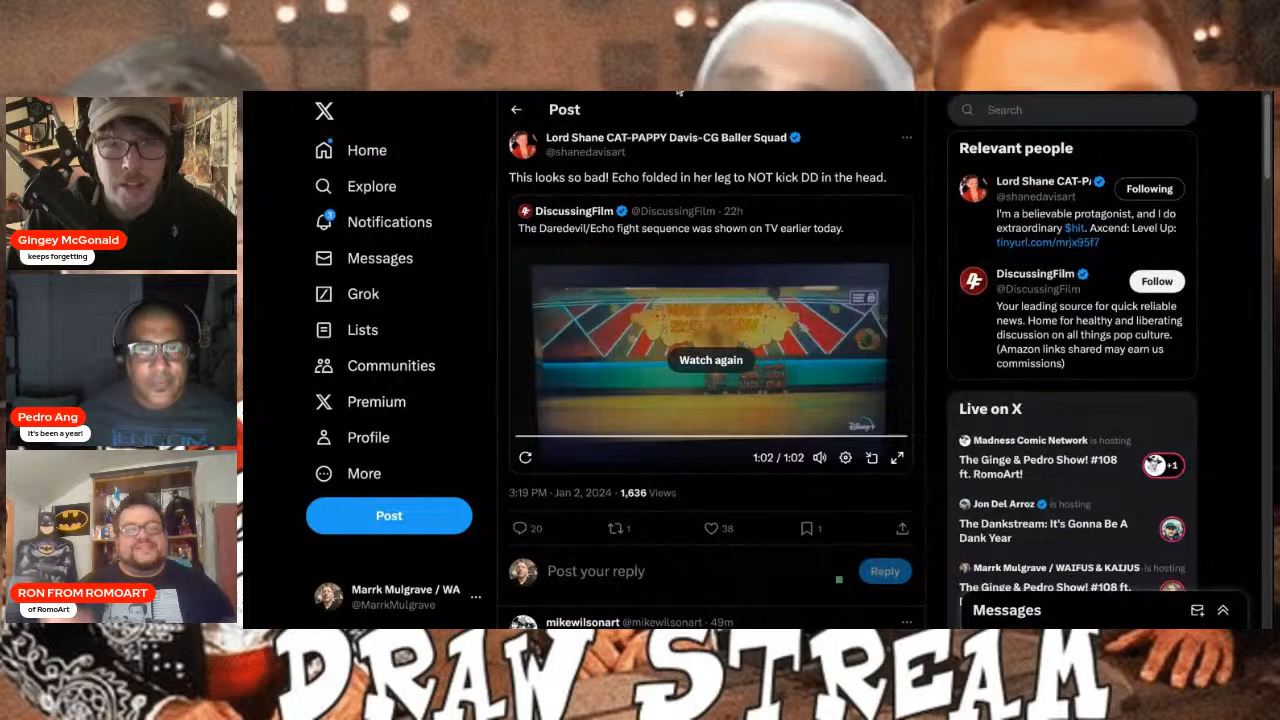 Gingey McGonald
keeps forgetting
Pedro Ang
It's been a year!
RON FROM ROMOART
of RomoArt
Home
Explore
3
Notifications
Messages
Grok
Lists
Communities
Premium
Profile
More
Post
Marrk Mulgrave / WA
@MarrkMulgrave
Post
Lord Shane CAT-PAPPY Davis-CG Baller Squad
@shanedavisart
This looks so bad! Echo folded in her leg to NOT kick DD in the head.
DiscussingFilm @DiscussingFilm · 22h
The Daredevil/Echo fight sequence was shown on TV earlier today.
Watch again
Disney+
1:02 / 1:02
3:19 PM · Jan 2, 2024 · 1,636 Views
20 1 38 1
Post your reply
Reply
mikewilsonart @mikewilsonart · 49m
Search
Relevant people
Lord Shane CAT-PA
@shanedavisart
Following
I'm a believable protagonist, and I do
extraordinary $hit. Axcend: Level Up:
tinyurl.com/mrjx95f7
DiscussingFilm
@DiscussingFilm
Follow
Your leading source for quick reliable
news. Home for healthy and liberating
discussion on all things pop culture.
(Amazon links shared may earn us
commissions)
Live on X
Madness Comic Network is hosting
The Ginge & Pedro Show! #108
ft. RomoArt!
+1
Jon Del Arroz is hosting
The Dankstream: It's Gonna Be A
Dank Year
Marrk Mulgrave / WAIFUS & KAIJUS is hosting
The Ginge & Pedro Show! #108 ft.
Messages
DRAW STREAM